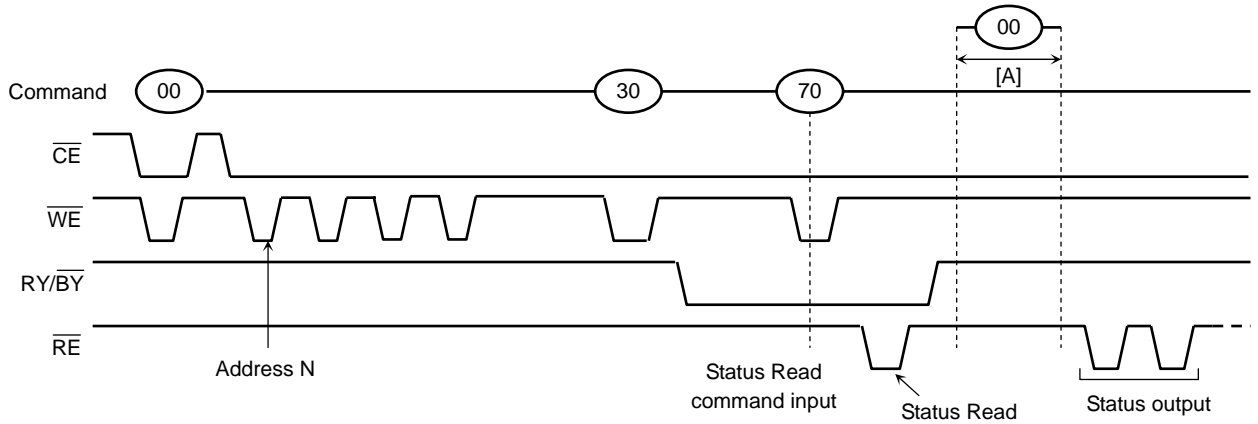 00
[A]
Command 00 30 70
CE
WE
RY/BY
RE
Address N
Status Read
command input
Status Read
Status output